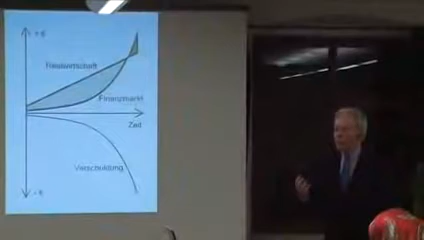 + €
Realwirtschaft
Finanzmarkt
Zeit
Verschuldung
- €